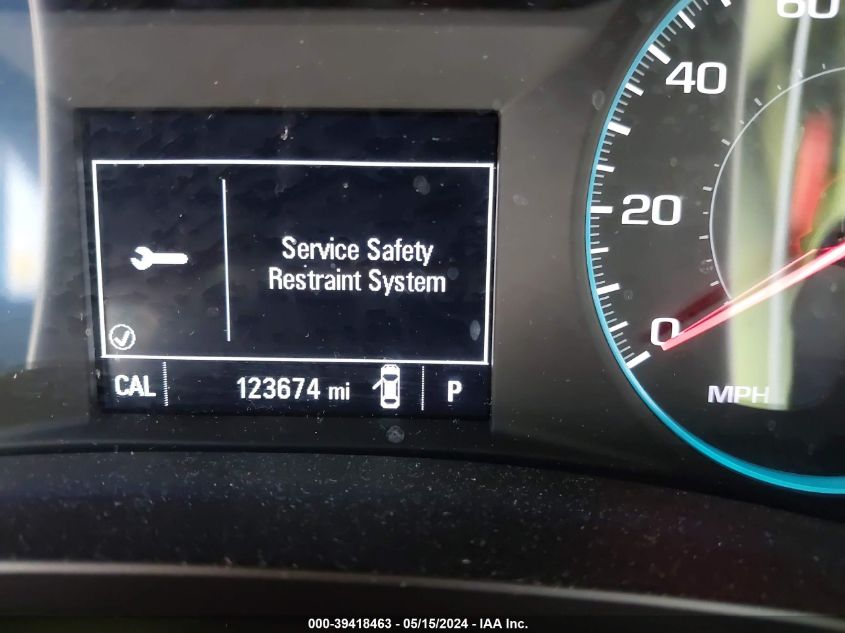 60
40
20
0
MPH
Service Safety
Restraint System
CAL 123674 mi P
000-39418463 - 05/15/2024 - IAA Inc.